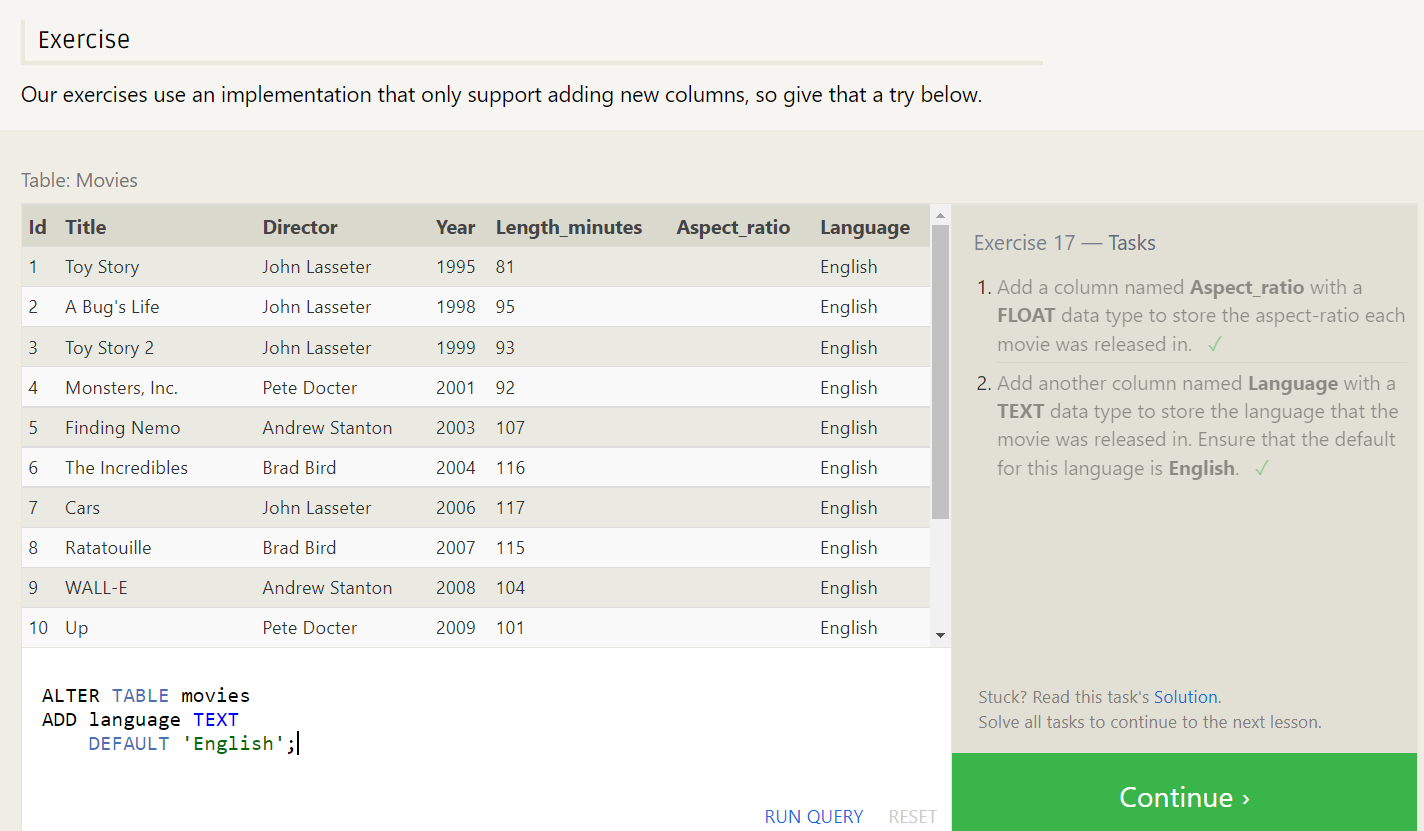 Exercise
Our exercises use an implementation that only support adding new columns, so give that a try below.
Table: Movies
Id Title Director Year Length_minutes Aspect_ratio Language
1 Toy Story John Lasseter 1995 81 English
2 A Bug's Life John Lasseter 1998 95 English
3 Toy Story 2 John Lasseter 1999 93 English
4 Monsters, Inc. Pete Docter 2001 92 English
5 Finding Nemo Andrew Stanton 2003 107 English
6 The Incredibles Brad Bird 2004 116 English
7 Cars John Lasseter 2006 117 English
8 Ratatouille Brad Bird 2007 115 English
9 WALL-E Andrew Stanton 2008 104 English
10 Up Pete Docter 2009 101 English
ALTER TABLE movies
ADD language TEXT
    DEFAULT 'English';
RUN QUERY RESET
Exercise 17 — Tasks
1. Add a column named Aspect_ratio with a
FLOAT data type to store the aspect-ratio each
movie was released in. ✓
2. Add another column named Language with a
TEXT data type to store the language that the
movie was released in. Ensure that the default
for this language is English. ✓
Stuck? Read this task's Solution.
Solve all tasks to continue to the next lesson.
Continue ›